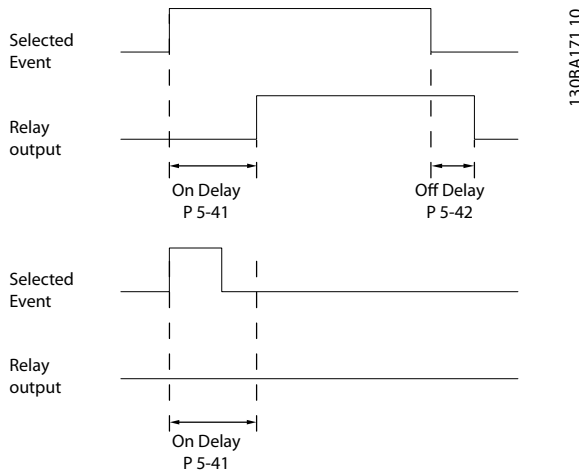 Selected
Event
130BA171.10
Relay
output
On Delay
P 5-41
Off Delay
P 5-42
Selected
Event
Relay
output
On Delay
P 5-41